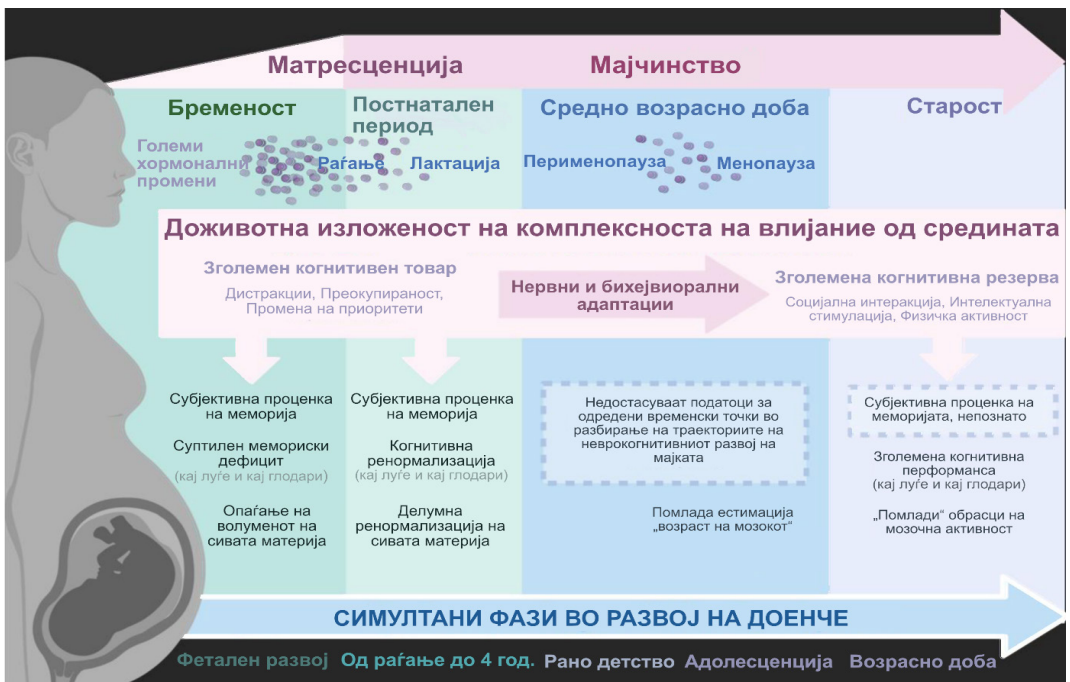 Матресценција
Мајчинство
Бременост
Постнатален
период
Средно возрасно доба
Старост
Големи
хормонални
промени
Раѓање
Лактација
Перименопауза
Менопауза
Доживотна изложеност на комплексноста на влијание од средината
Зголемен когнитивен товар
Дистракции, Преокупираност,
Промена на приоритети
Нервни и бихејвиорални
адаптации
Зголемена когнитивна резерва
Социјална интеракција, Интелектуална
стимулација, Физичка активност
Субјективна проценка
на меморија
Суптилен мемориски
дефицит
(кај луѓе и кај глодари)
Опаѓање на
волуменот на
сивата материја
Субјективна проценка
на меморија
Когнитивна
ренормализација
(кај луѓе и кај глодари)
Делумна
ренормализација на
сивата материја
Недостасуваат податоци за
одредени временски точки во
разбирање на траекториите на
неврокогнитивниот развој на
мајката
Помлада естимација
„возраст на мозокот“
Субјективна проценка на
меморијата, непознато
Зголемена когнитивна
перформанса
(кај луѓе и кај глодари)
„Помлади“ обрасци на
мозочна активност
СИМУЛТАНИ ФАЗИ ВО РАЗВОЈ НА ДОЕНЧЕ
Фетален развој
Од раѓање до 4 год.
Рано детство
Адолесценција
Возрасно доба